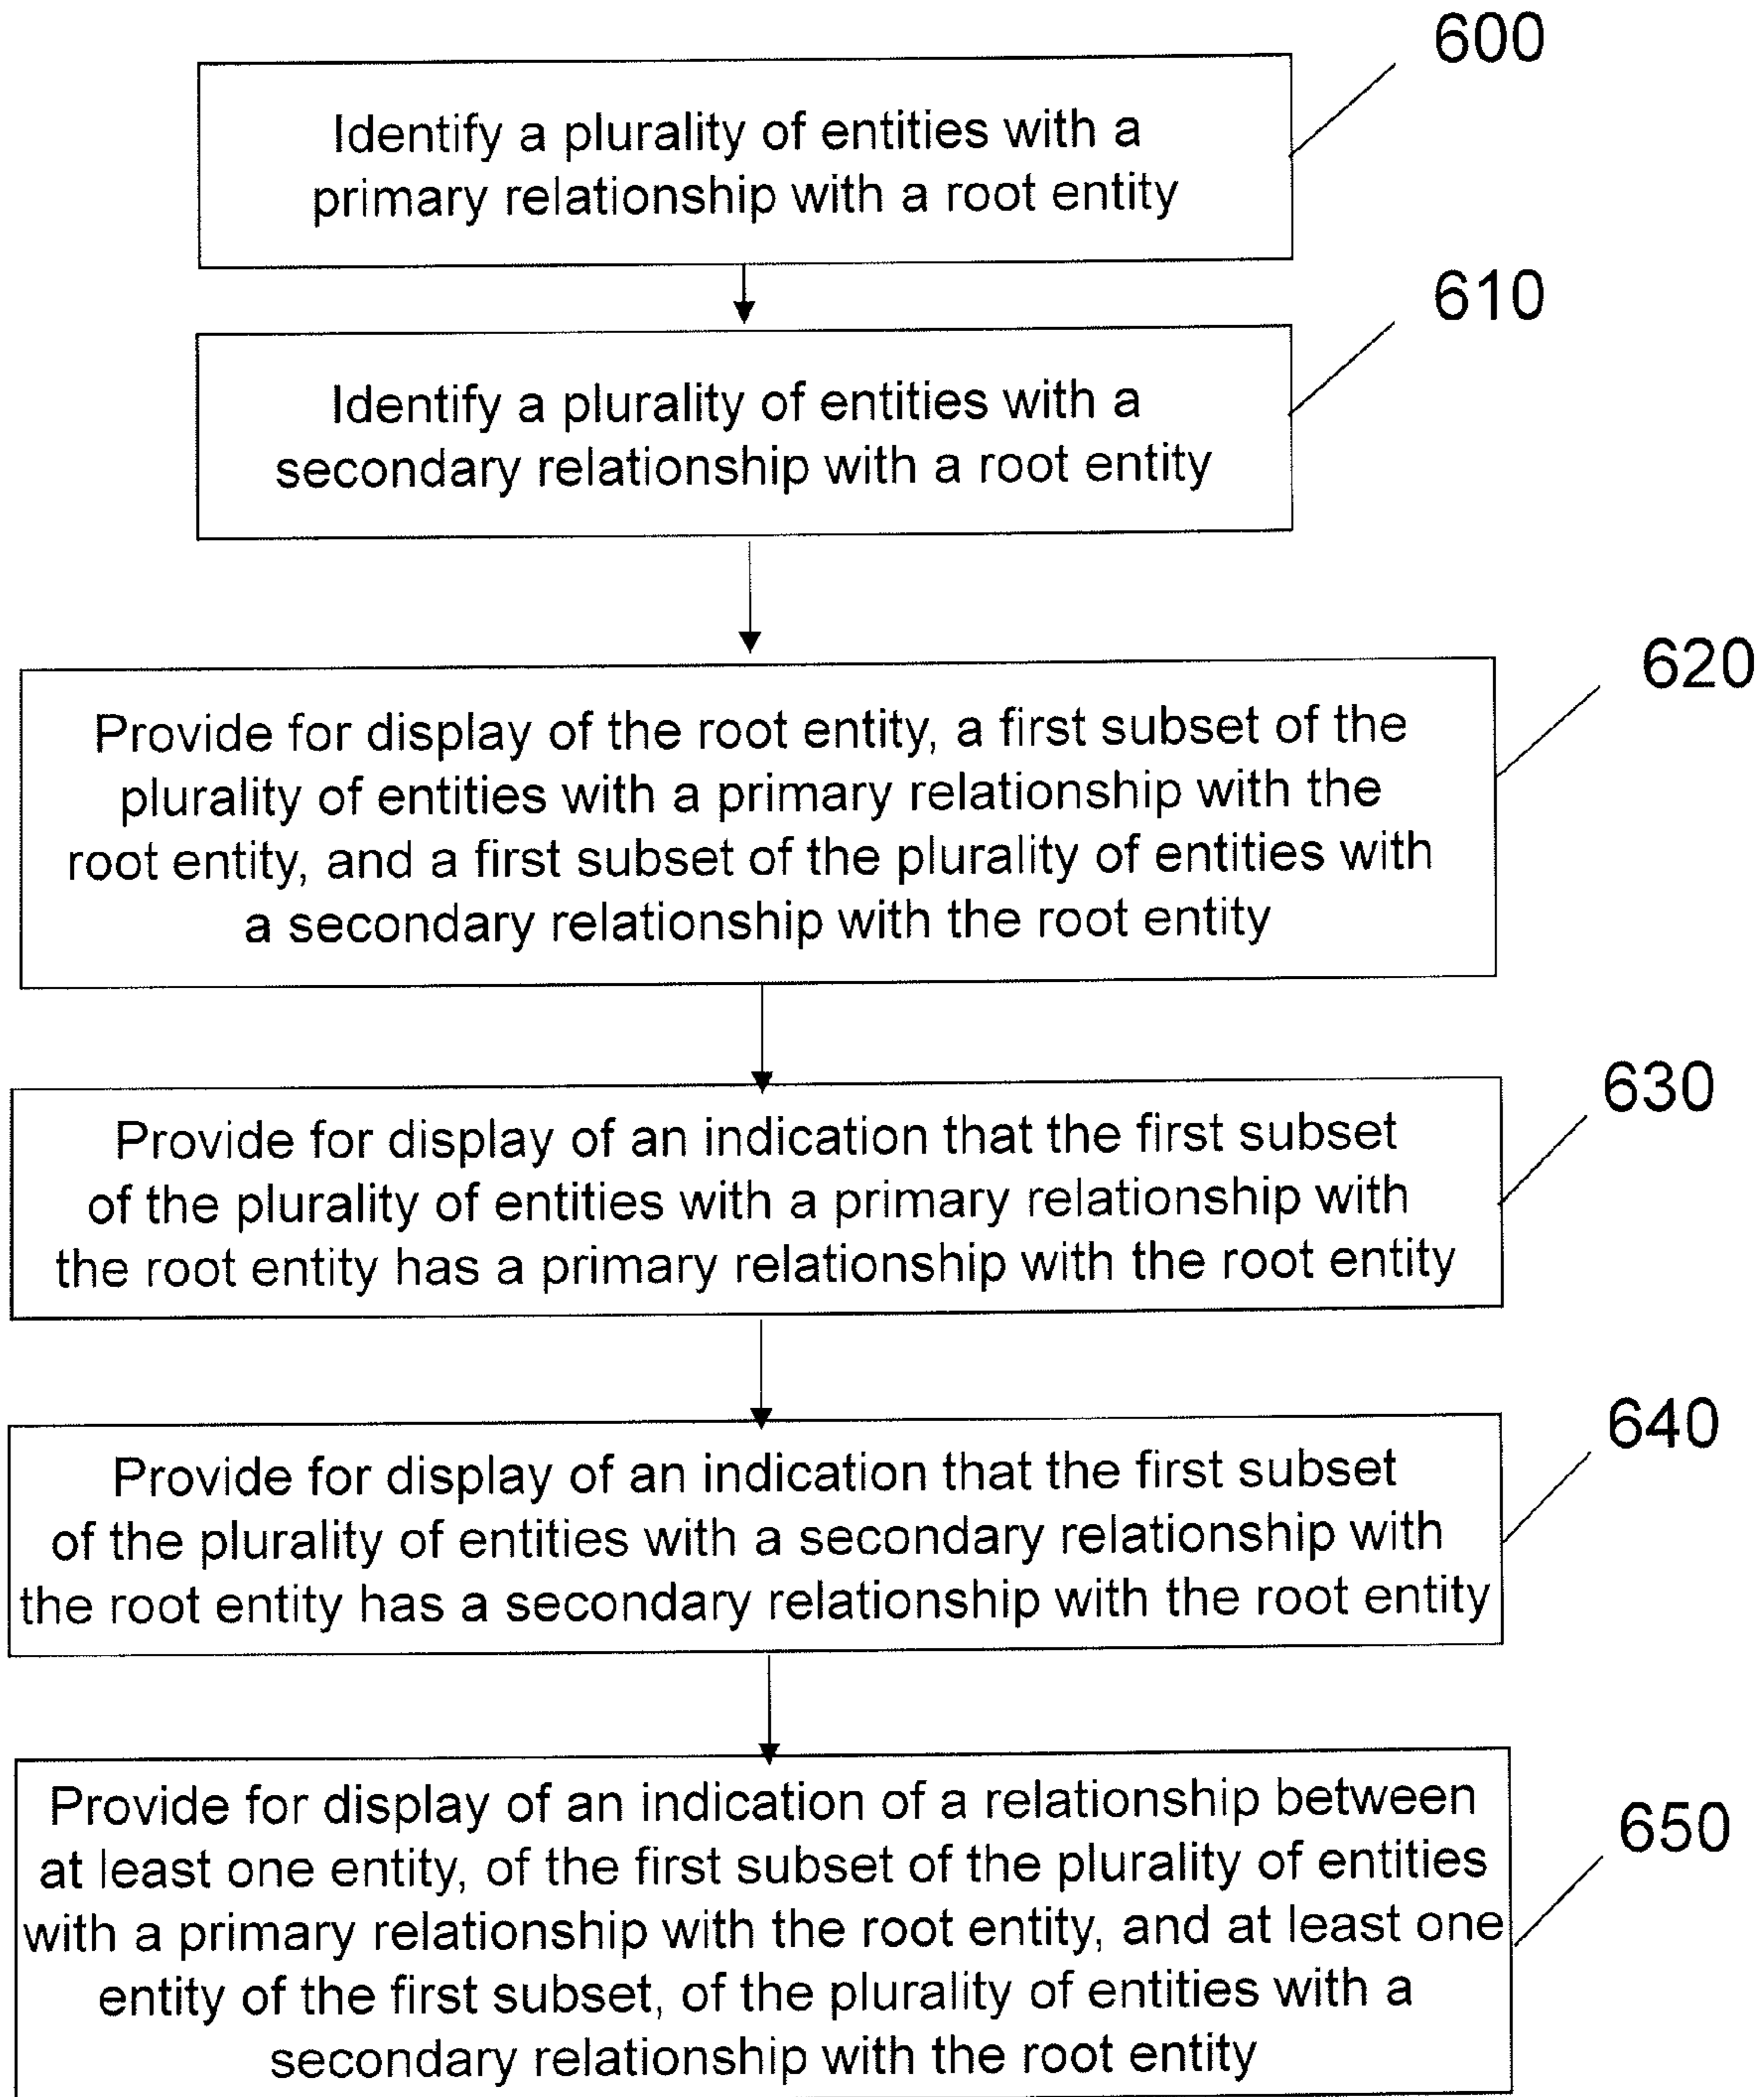 600
Identify a plurality of entities with a
primary relationship with a root entity
610
Identify a plurality of entities with a
secondary relationship with a root entity
620
Provide for display of the root entity, a first subset of the
plurality of entities with a primary relationship with the
root entity, and a first subset of the plurality of entities with
a secondary relationship with the root entity
630
Provide for display of an indication that the first subset
of the plurality of entities with a primary relationship with
the root entity has a primary relationship with the root entity
640
Provide for display of an indication that the first subset
of the plurality of entities with a secondary relationship with
the root entity has a secondary relationship with the root entity
650
Provide for display of an indication of a relationship between
at least one entity, of the first subset of the plurality of entities
with a primary relationship with the root entity, and at least one
entity of the first subset, of the plurality of entities with a
secondary relationship with the root entity